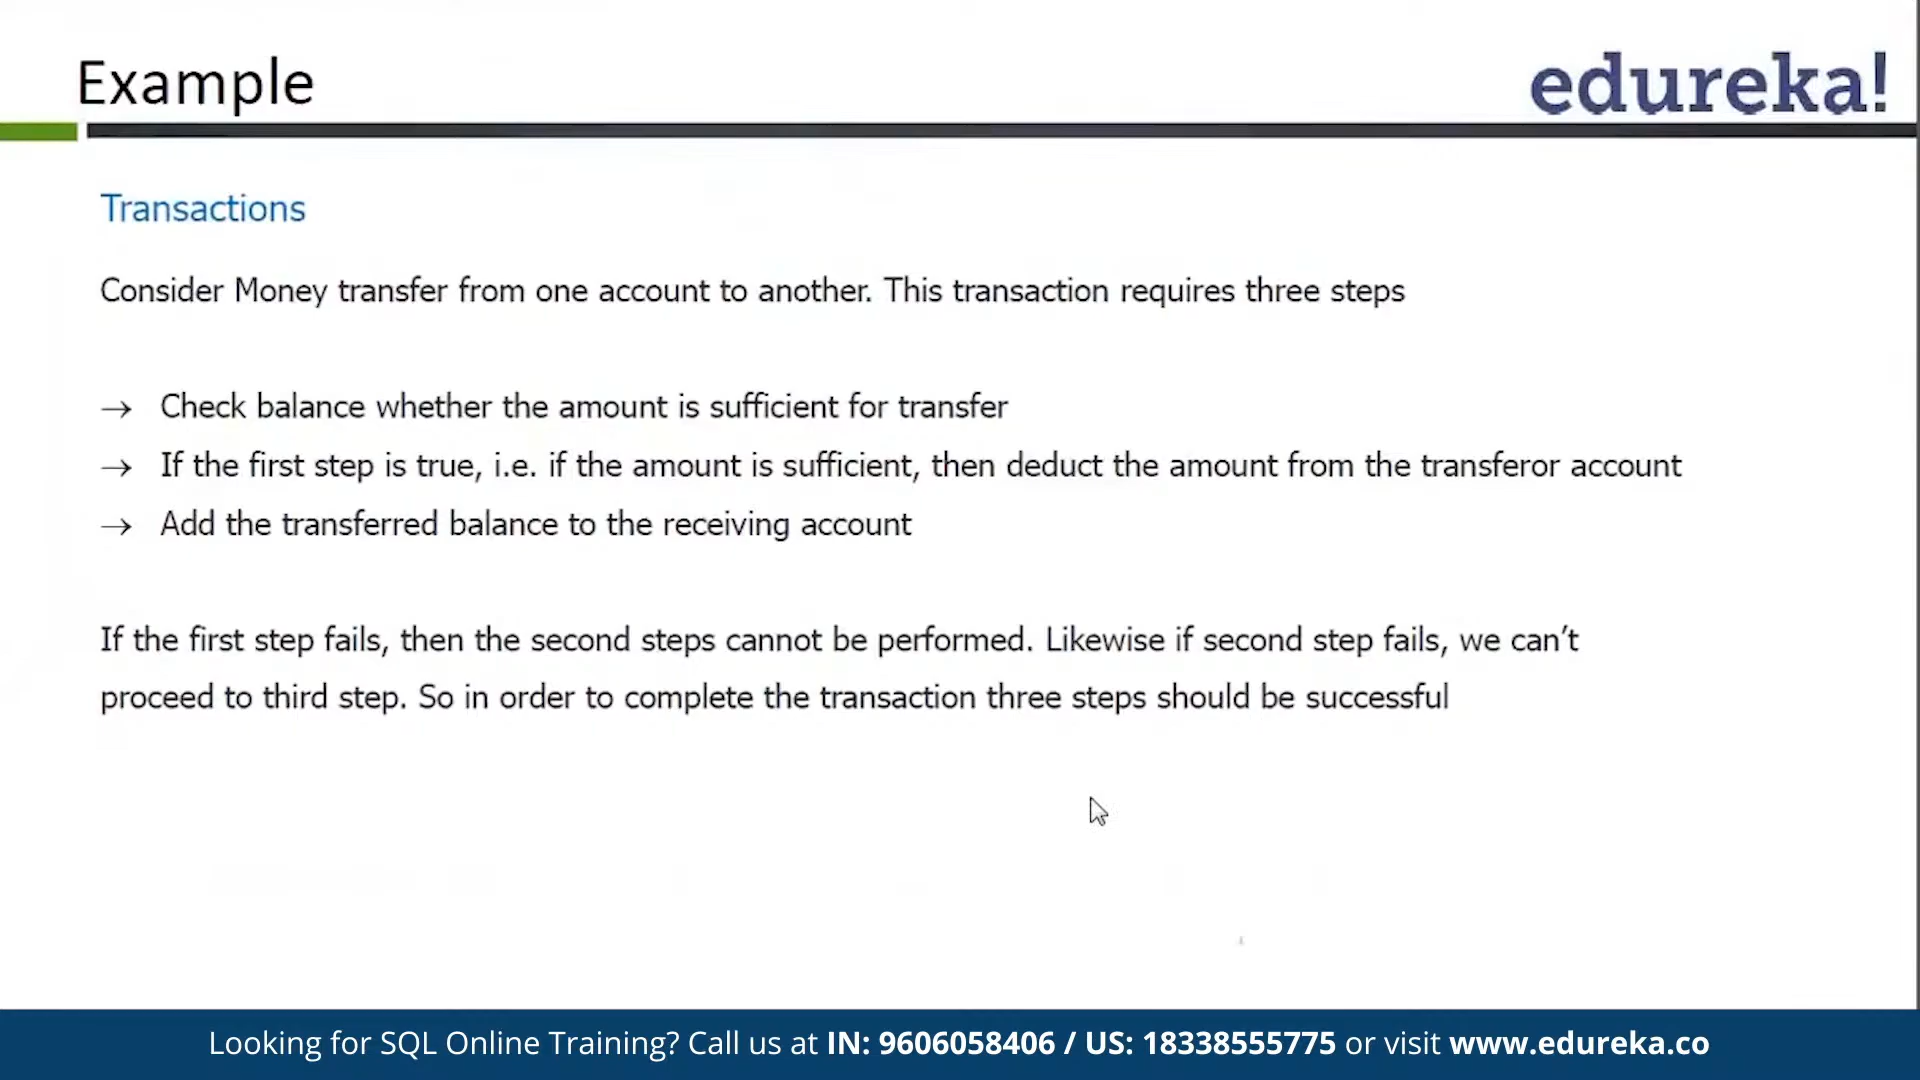 Example
edureka!
Transactions
Consider Money transfer from one account to another. This transaction requires three steps
→ Check balance whether the amount is sufficient for transfer
→ If the first step is true, i.e. if the amount is sufficient, then deduct the amount from the transferor account
→ Add the transferred balance to the receiving account
If the first step fails, then the second steps cannot be performed. Likewise if second step fails, we can’t
proceed to third step. So in order to complete the transaction three steps should be successful
Looking for SQL Online Training? Call us at IN: 9606058406 / US: 18338555775 or visit www.edureka.co